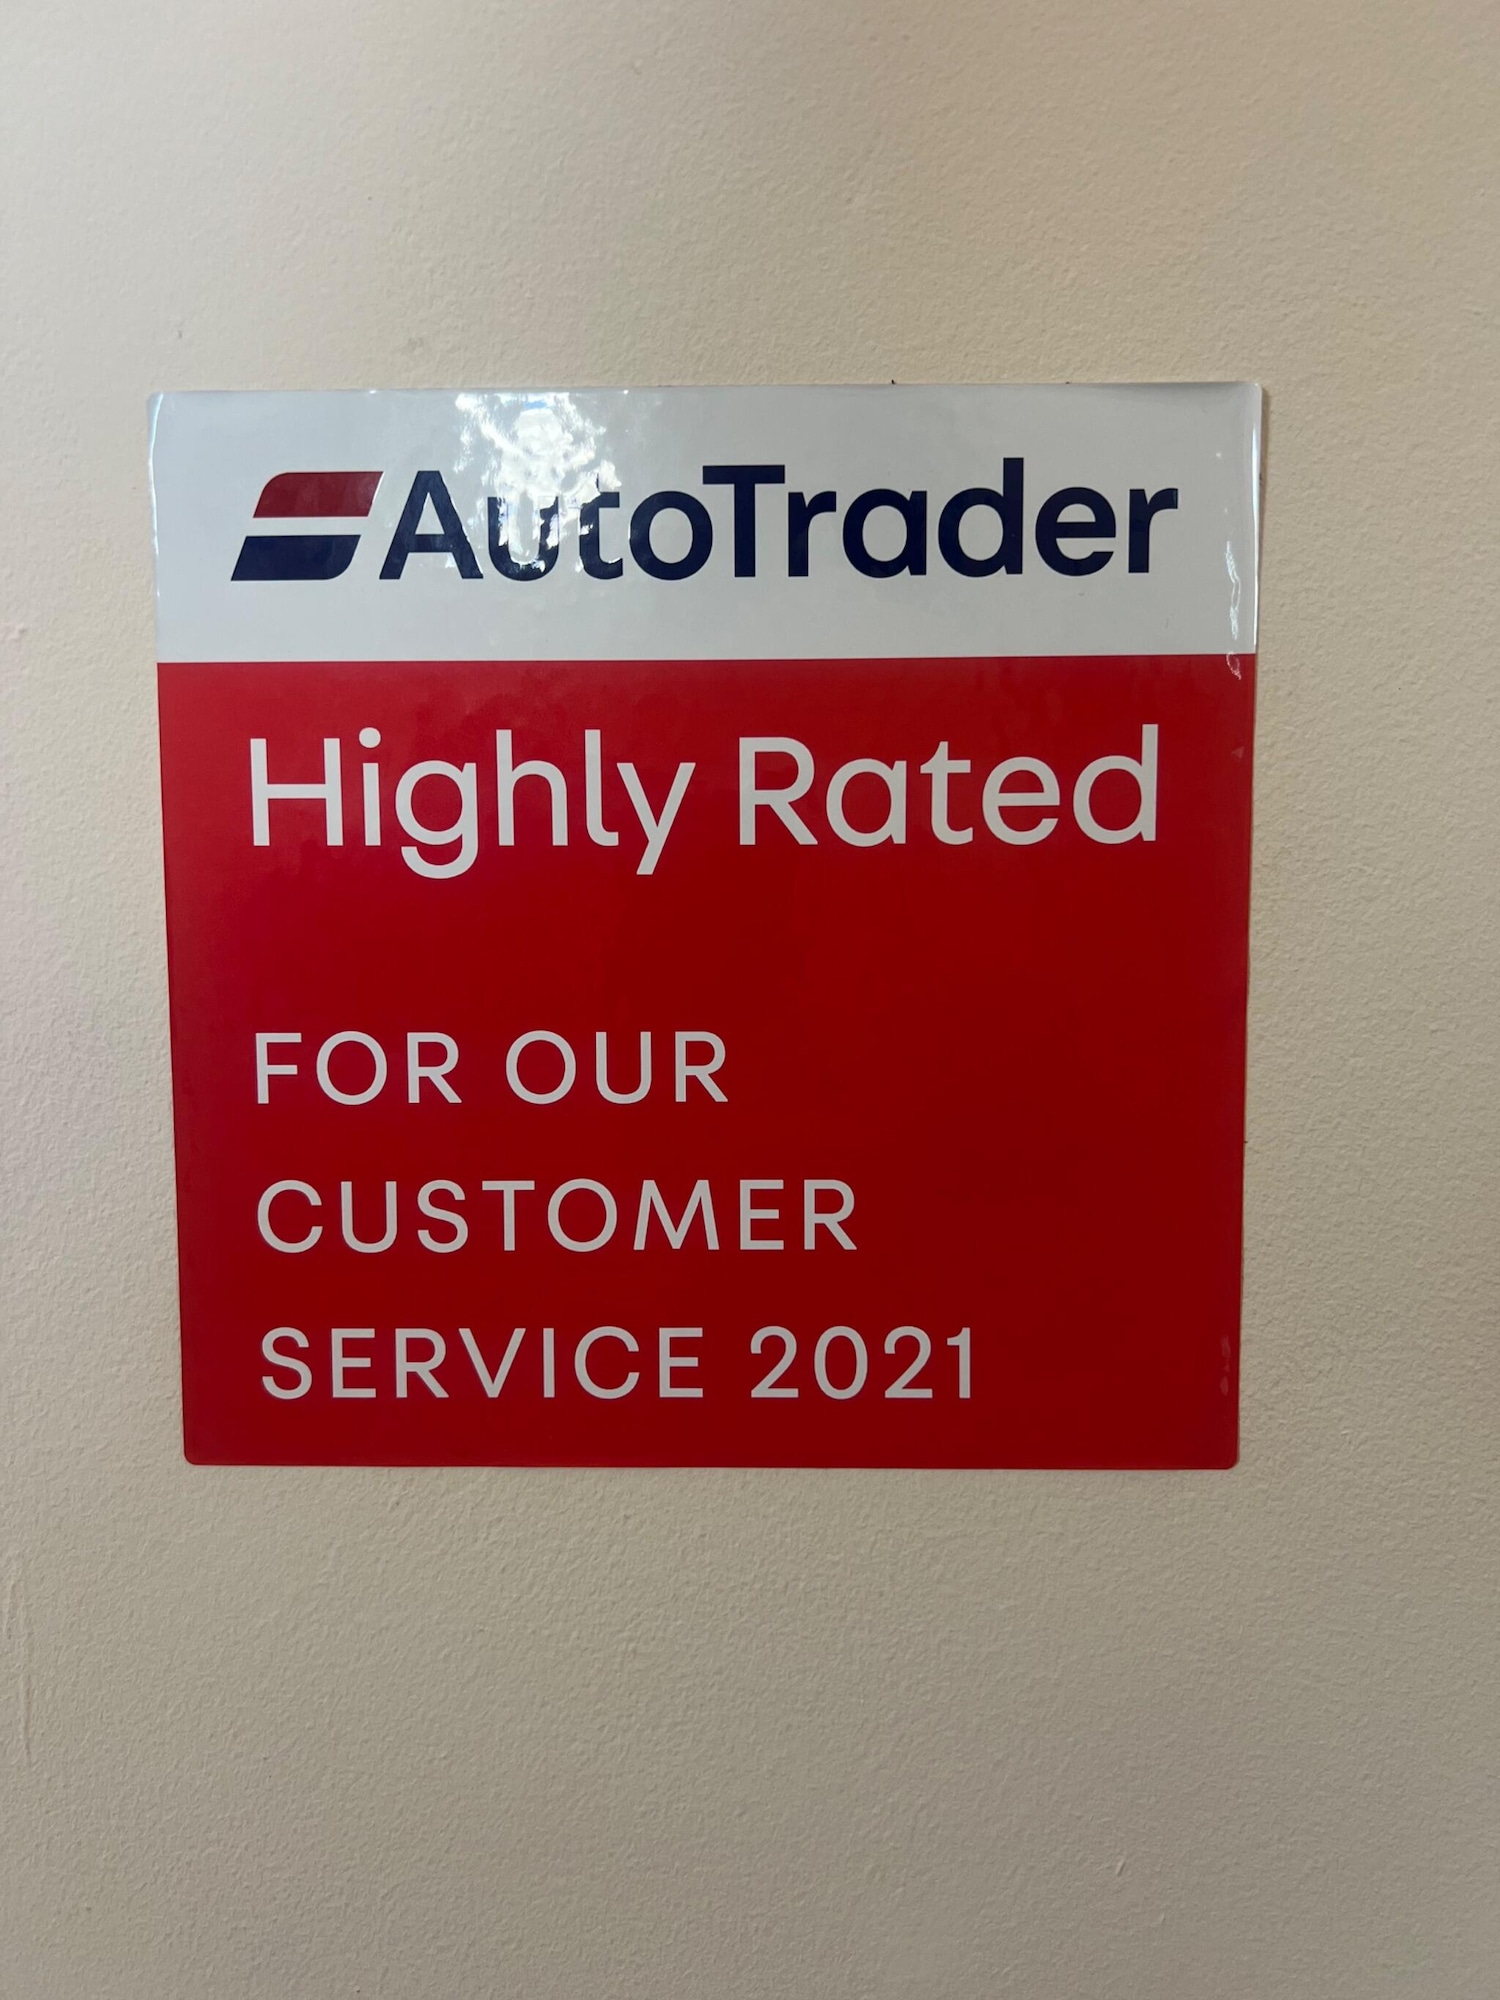 AutoTrader
Highly Rated
FOR OUR
CUSTOMER
SERVICE 2021